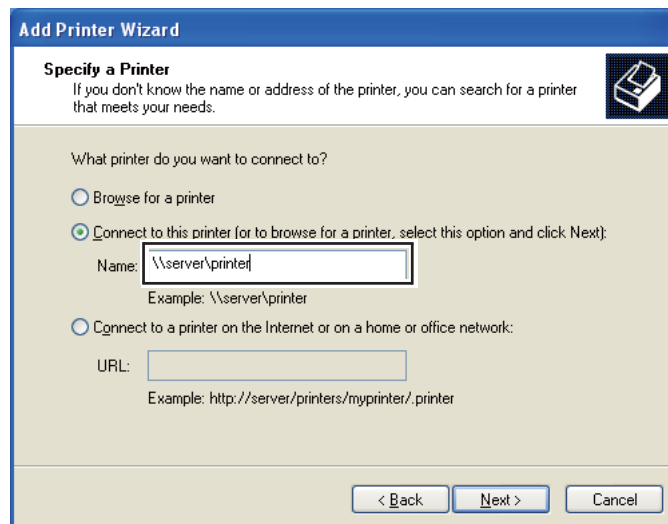 Add Printer Wizard
Specify a Printer
If you don't know the name or address of the printer, you can search for a printer
that meets your needs.
What printer do you want to connect to?
Browse for a printer
Connect to this printer (or to browse for a printer, select this option and click Next):
Name: \\server\printer
Example: \\server\printer
Connect to a printer on the Internet or on a home or office network:
URL:
Example: http://server/printers/myprinter/.printer
< Back Next > Cancel